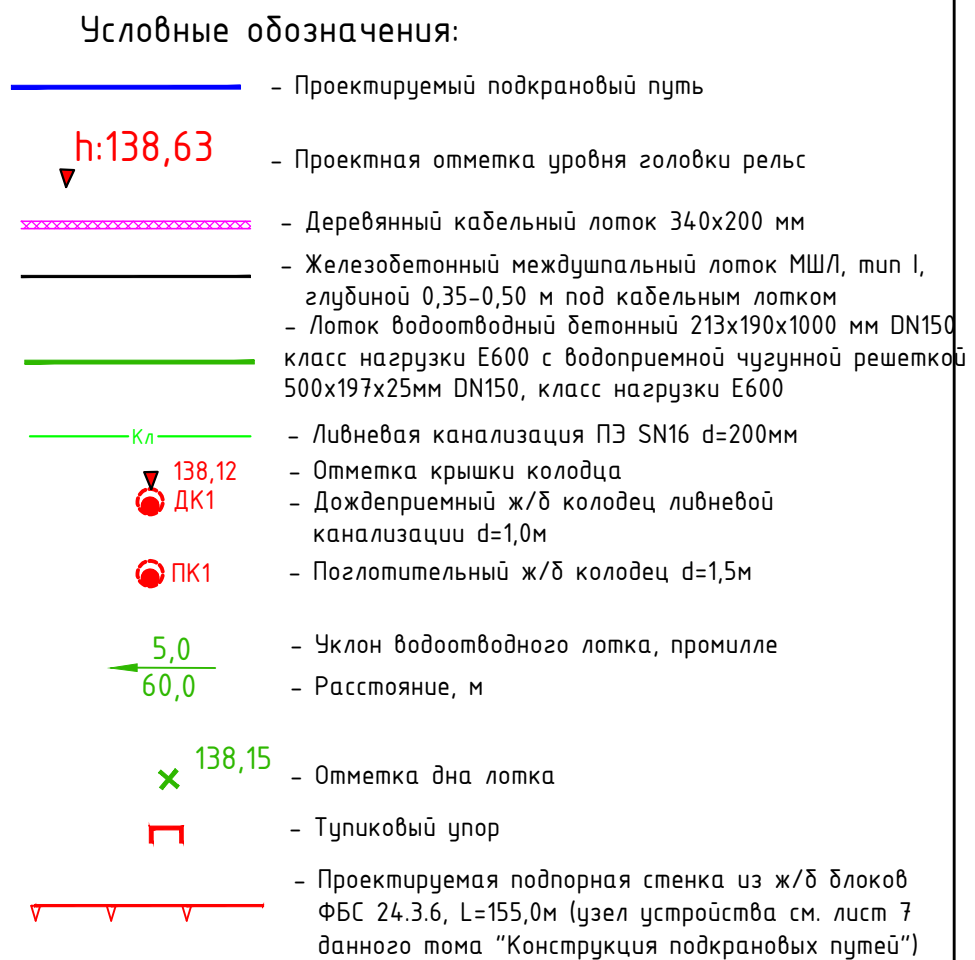 Условные обозначения:
- Проектируемый подкрановый путь
h:138,63
- Проектная отметка уровня головки рельс
- Деревянный кабельный лоток 340х200 мм
- Железобетонный междушпальный лоток МШЛ, тип I,
глубиной 0,35-0,50 м под кабельным лотком
- Лоток водоотводный бетонный 213х190х1000 мм DN150
класс нагрузки Е600 с водоприемной чугунной решеткой
500х197х25мм DN150, класс нагрузки Е600
Кл - Ливневая канализация ПЭ SN16 d=200мм
138,12 - Отметка крышки колодца
ДК1 - Дождеприемный ж/б колодец ливневой
канализации d=1,0м
ПК1 - Поглотительный ж/б колодец d=1,5м
5,0 - Уклон водоотводного лотка, промилле
60,0 - Расстояние, м
138,15
- Отметка дна лотка
- Тупиковый упор
- Проектируемая подпорная стенка из ж/б блоков
ФБС 24.3.6, L=155,0м (узел устройства см. лист 7
данного тома "Конструкция подкрановых путей")